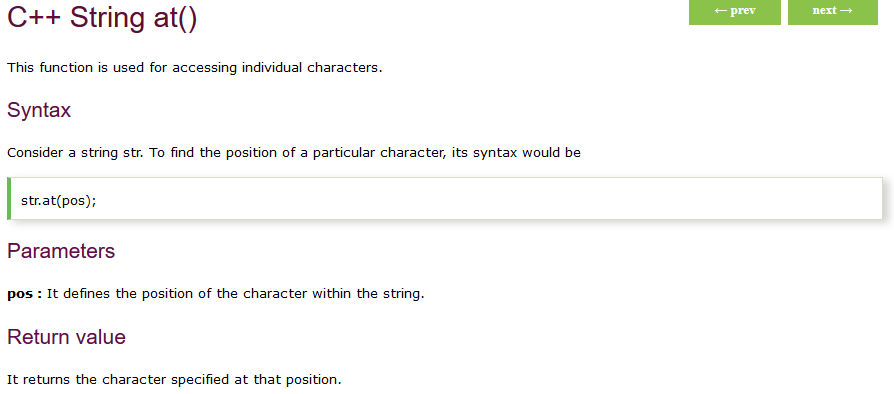 C++ String at()
← prev
next →
This function is used for accessing individual characters.
Syntax
Consider a string str. To find the position of a particular character, its syntax would be
str.at(pos);
Parameters
pos : It defines the position of the character within the string.
Return value
It returns the character specified at that position.